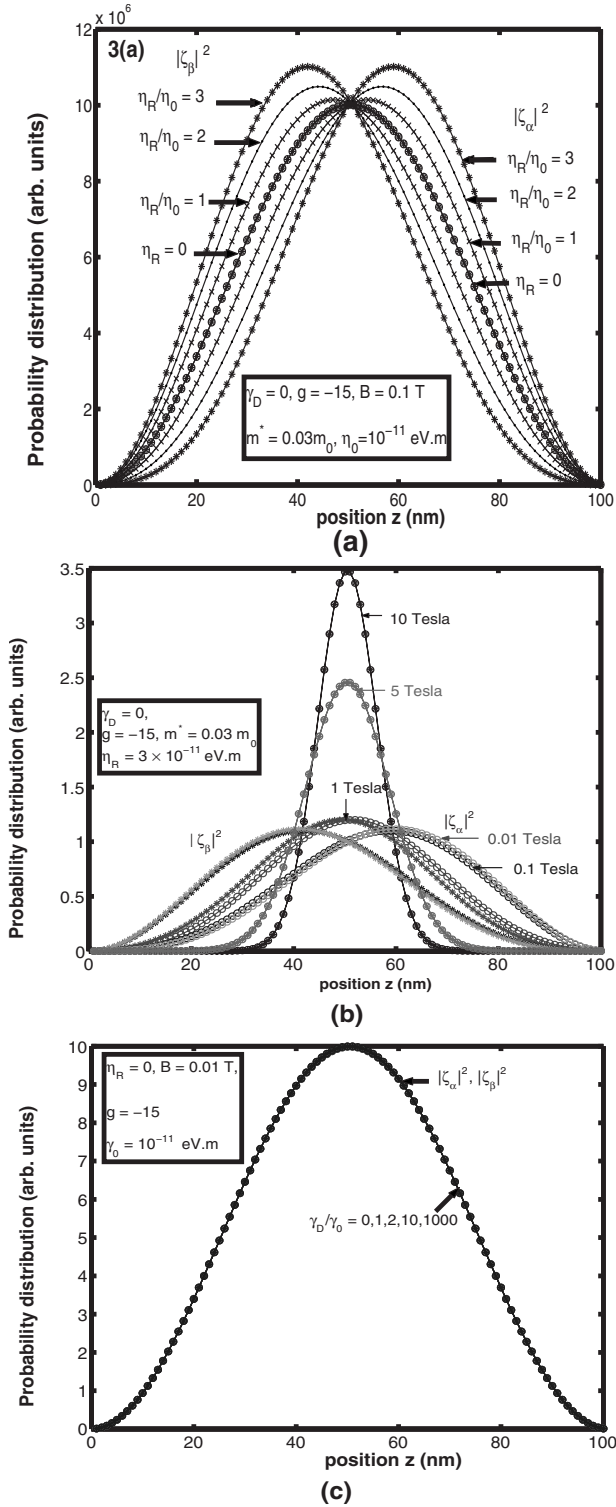 × 10⁶
12
10
8
6
4
2
0
0
20
40
60
80
100
3(a)
|ζβ|²
ηR/η0 = 3
ηR/η0 = 2
ηR/η0 = 1
ηR = 0
|ζα|²
ηR/η0 = 3
ηR/η0 = 2
ηR/η0 = 1
ηR = 0
γD = 0, g = −15, B = 0.1 T
m* = 0.03m0, η0=10⁻¹¹ eV.m
Probability distribution (arb. units)
position z (nm)
(a)
3.5
3
2.5
2
1.5
1
0.5
0
0
20
40
60
80
100
10 Tesla
5 Tesla
γD = 0,
g = −15, m* = 0.03 m0
ηR = 3 × 10⁻¹¹ eV.m
1 Tesla
|ζβ|²
|ζα|²
0.01 Tesla
0.1 Tesla
Probability distribution (arb. units)
position z (nm)
(b)
10
9
8
7
6
5
4
3
2
1
0
0
20
40
60
80
100
ηR = 0, B = 0.01 T,
g = −15
γ0 = 10⁻¹¹ eV.m
|ζα|², |ζβ|²
γD/γ0 = 0,1,2,10,1000
Probability distribution (arb. units)
position z (nm)
(c)